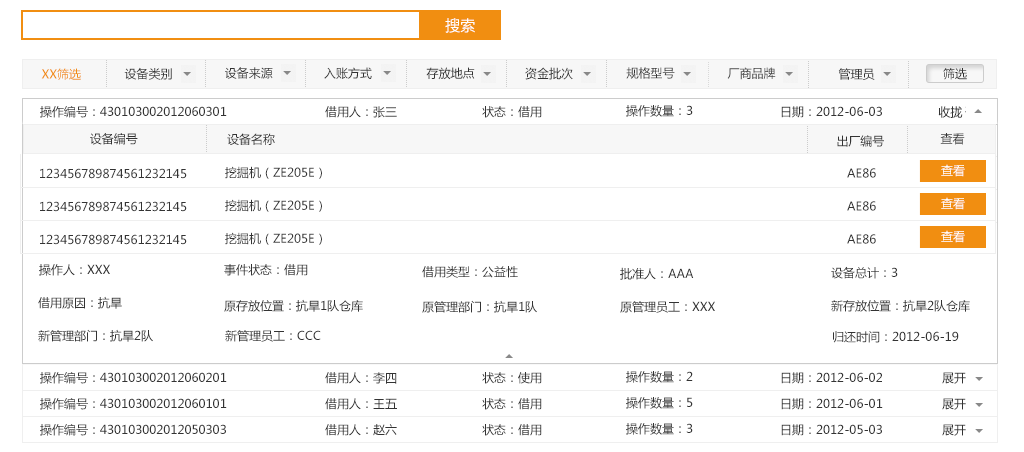 搜索
XX筛选 设备类别 设备来源 入账方式 存放地点 资金批次 规格型号 厂商品牌 管理员 筛选
操作编号：430103002012060301 借用人：张三 状态：借用 操作数量：3 日期：2012-06-03 收拢
设备编号 设备名称 出厂编号 查看
123456789874561232145 挖掘机（ZE205E） AE86 查看
123456789874561232145 挖掘机（ZE205E） AE86 查看
123456789874561232145 挖掘机（ZE205E） AE86 查看
操作人：XXX 事件状态：借用 借用类型：公益性 批准人：AAA 设备总计：3
借用原因：抗旱 原存放位置：抗旱1队仓库 原管理部门：抗旱1队 原管理员工：XXX 新存放位置：抗旱2队仓库
新管理部门：抗旱2队 新管理员工：CCC 归还时间：2012-06-19
操作编号：430103002012060201 借用人：李四 状态：使用 操作数量：2 日期：2012-06-02 展开
操作编号：430103002012060101 借用人：王五 状态：借用 操作数量：5 日期：2012-06-01 展开
操作编号：430103002012050303 借用人：赵六 状态：借用 操作数量：3 日期：2012-05-03 展开